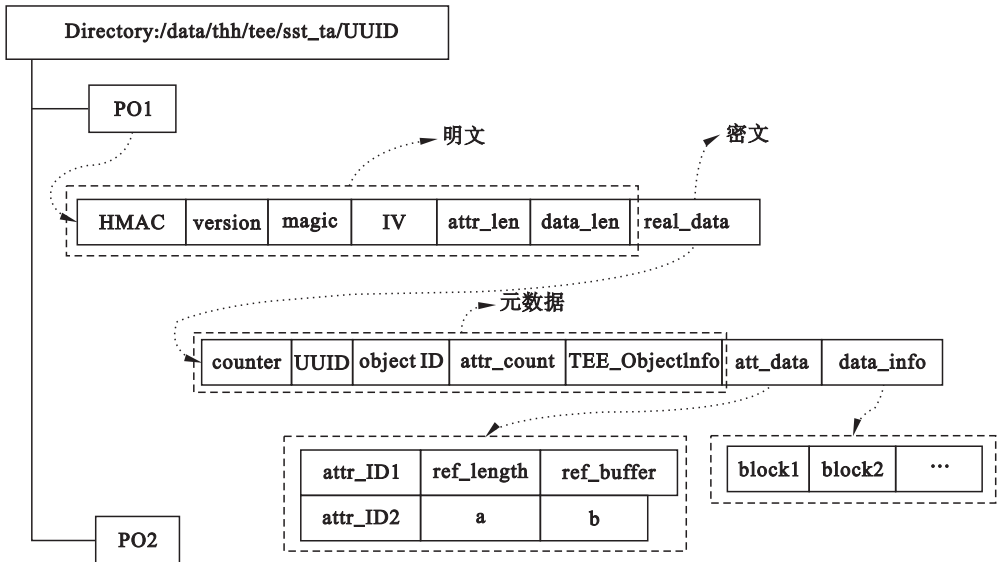 Directory:/data/thh/tee/sst_ta/UUID
PO1
明文
密文
HMAC version magic IV attr_len data_len real_data
元数据
counter UUID object ID attr_count TEE_ObjectInfo att_data data_info
attr_ID1 ref_length ref_buffer
attr_ID2 a b
block1 block2 ···
PO2